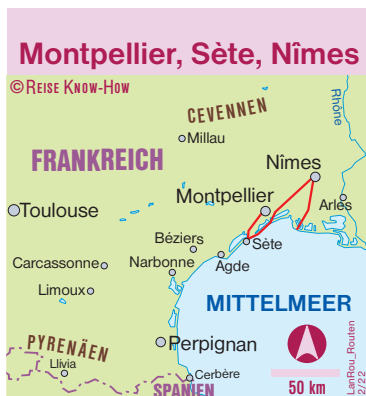 Montpellier, Sète, Nîmes
© REISE KNOW-HOW
CEVENNEN
Rhône
Millau
FRANKREICH
Nîmes
Montpellier
Arles
Toulouse
Béziers
Sète
Carcassonne
Narbonne
Agde
Limoux
MITTELMEER
PYRENÄEN
Perpignan
Llívia
Cerbère
SPANIEN
50 km
LanRou_Routen
2/22